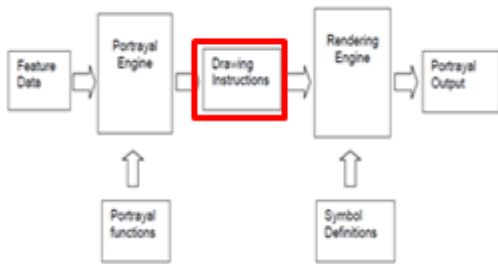 Feature
Data
Portrayal
Engine
Drawing
Instructions
Rendering
Engine
Portrayal
Output
Portrayal
functions
Symbol
Definitions